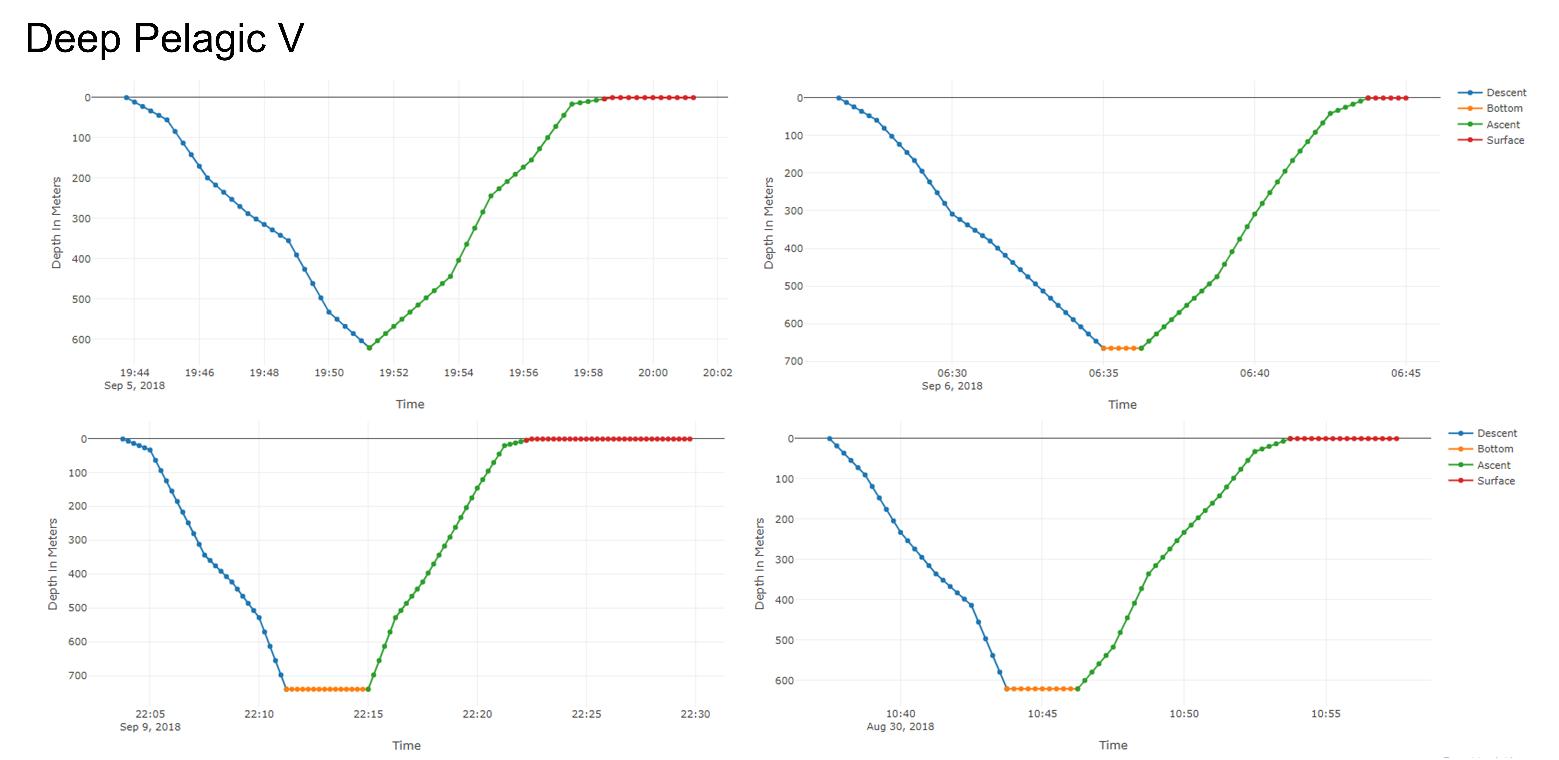 Deep Pelagic V
0
100
200
300
400
500
600
Depth In Meters
19:44 19:46 19:48 19:50 19:52 19:54 19:56 19:58 20:00 20:02
Sep 5, 2018
Time
0
100
200
300
400
500
600
700
Depth In Meters
06:30 06:35 06:40 06:45
Sep 6, 2018
Time
Descent
Bottom
Ascent
Surface
0
100
200
300
400
500
600
700
Depth In Meters
22:05 22:10 22:15 22:20 22:25 22:30
Sep 9, 2018
Time
0
100
200
300
400
500
600
Depth In Meters
10:40 10:45 10:50 10:55
Aug 30, 2018
Time
Descent
Bottom
Ascent
Surface